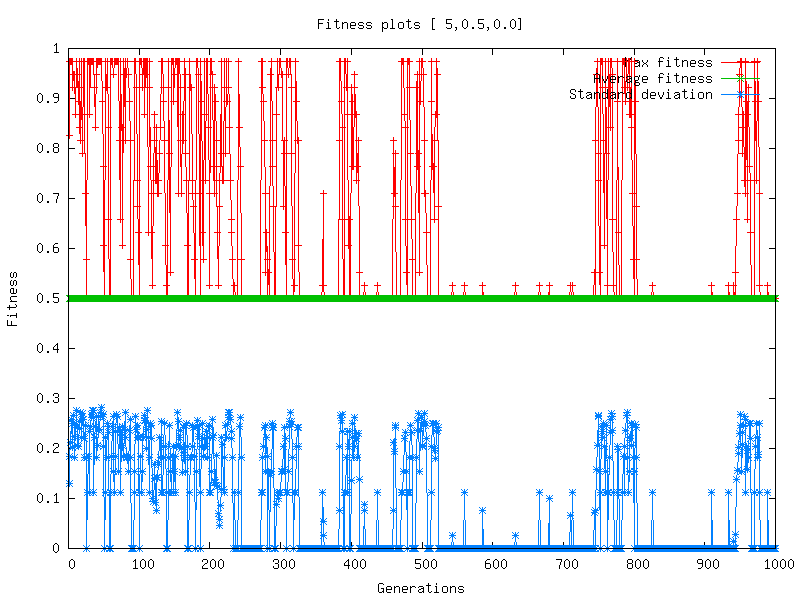 Fitness plots [ 5,0.5,0.0]
Max fitness
Average fitness
Standard deviation
1
0.9
0.8
0.7
0.6
0.5
0.4
0.3
0.2
0.1
0
Fitness
0 100 200 300 400 500 600 700 800 900 1000
Generations